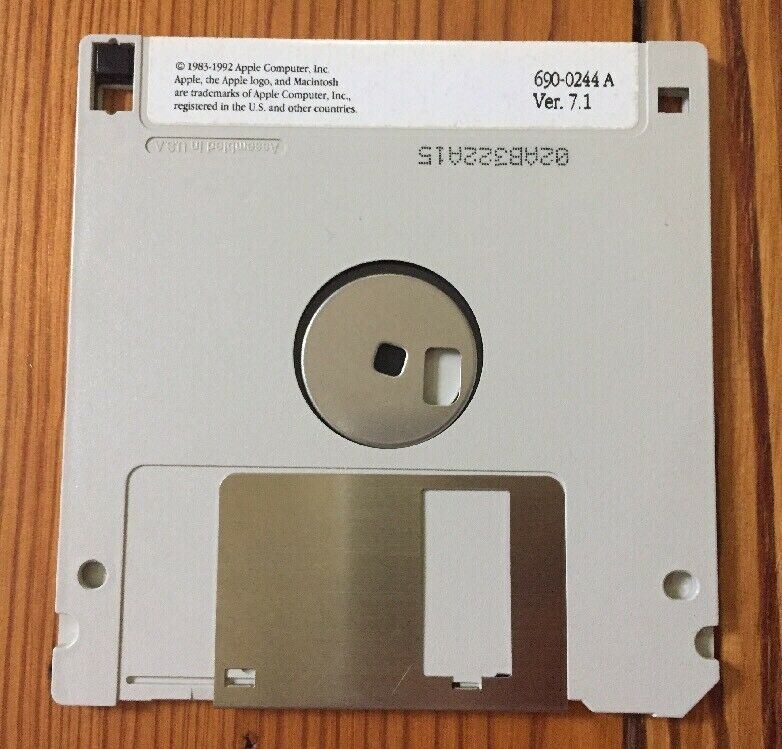 © 1983-1992 Apple Computer, Inc.
Apple, the Apple logo, and Macintosh
are trademarks of Apple Computer, Inc.,
registered in the U.S. and other countries.
690-0244 A
Ver. 7.1
Assembled in U.S.A
02AB322A15